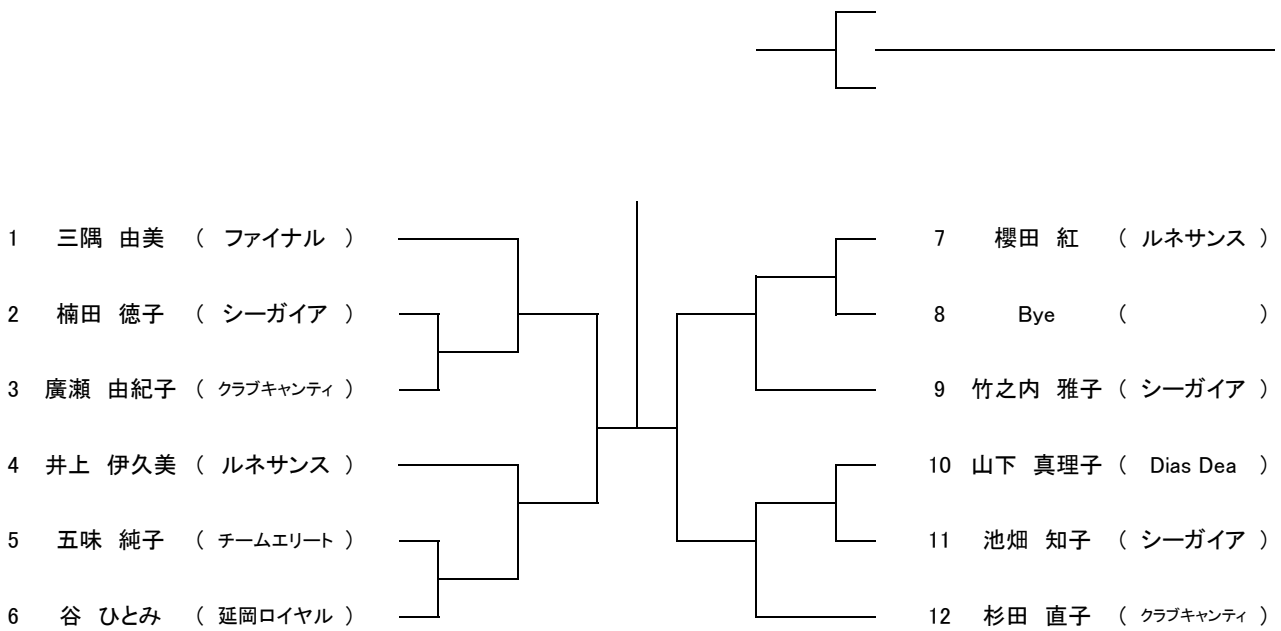 1 三隅 由美 ( ファイナル )
2 楠田 徳子 ( シーガイア )
3 廣瀬 由紀子 ( クラブキャンティ )
4 井上 伊久美 ( ルネサンス )
5 五味 純子 ( チームエリート )
6 谷 ひとみ ( 延岡ロイヤル )
7 櫻田 紅 ( ルネサンス )
8 Bye ( )
9 竹之内 雅子 ( シーガイア )
10 山下 真理子 ( Dias Dea )
11 池畑 知子 ( シーガイア )
12 杉田 直子 ( クラブキャンティ )